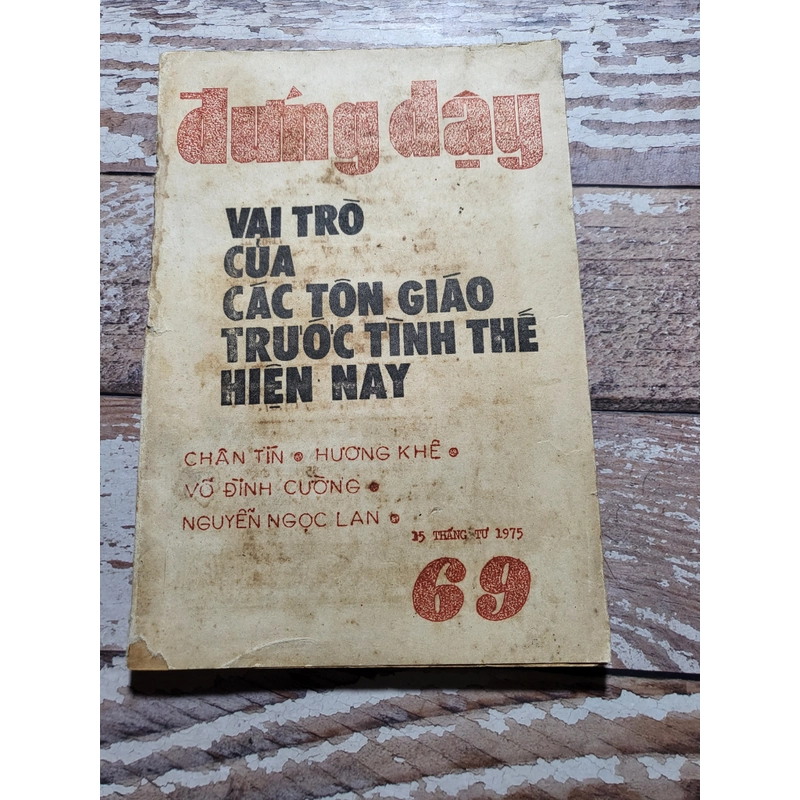 đứng dậy
VAI TRÒ
CỦA
CÁC TÔN GIÁO
TRƯỚC TÌNH THẾ
HIỆN NAY
CHÂN TÍN • HƯƠNG KHÊ •
VÕ ĐÌNH CƯỜNG •
NGUYỄN NGỌC LAN •
15 THÁNG TƯ 1975
69